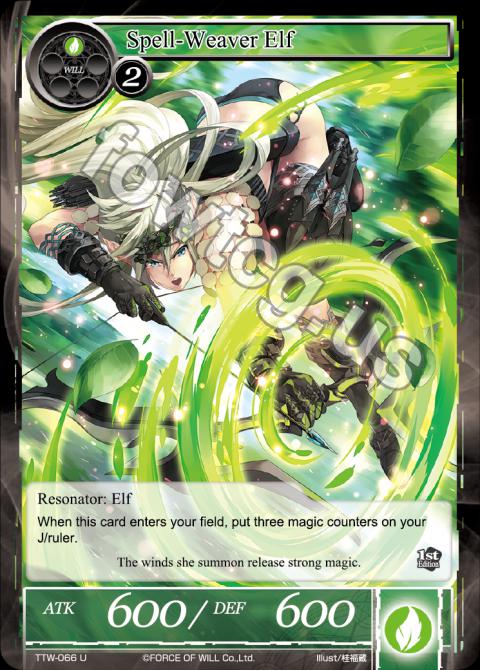 Spell-Weaver Elf
WILL
2
fowtcg.us
Resonator: Elf
When this card enters your field, put three magic counters on your
J/ruler.
1st
Edition
The winds she summon release strong magic.
ATK 600 / DEF 600
TTW-066 U ©FORCE OF WILL Co.,Ltd. Illust/桂福蔵